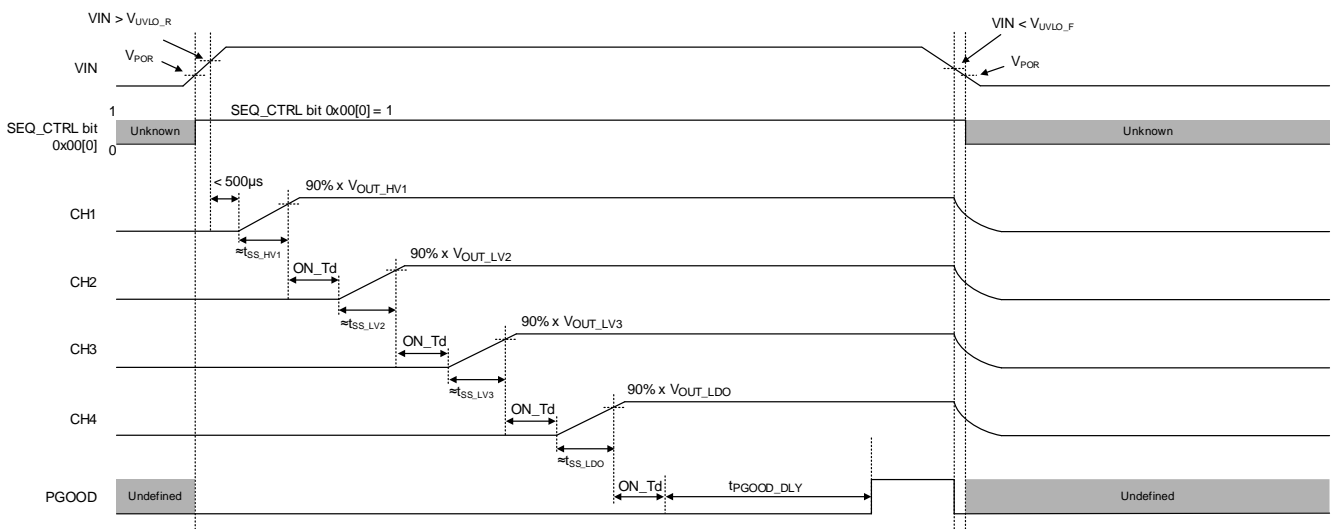 VIN > VUVLO_R
VIN < VUVLO_F
VPOR
VPOR
VIN
1
SEQ_CTRL bit 0x00[0] = 1
SEQ_CTRL bit
0x00[0]
0
Unknown
Unknown
< 500µs
90% x VOUT_HV1
CH1
≈tSS_HV1
ON_Td
90% x VOUT_LV2
CH2
≈tSS_LV2
ON_Td
90% x VOUT_LV3
CH3
≈tSS_LV3
ON_Td
90% x VOUT_LDO
CH4
≈tSS_LDO
ON_Td
tPGOOD_DLY
PGOOD
Undefined
Undefined